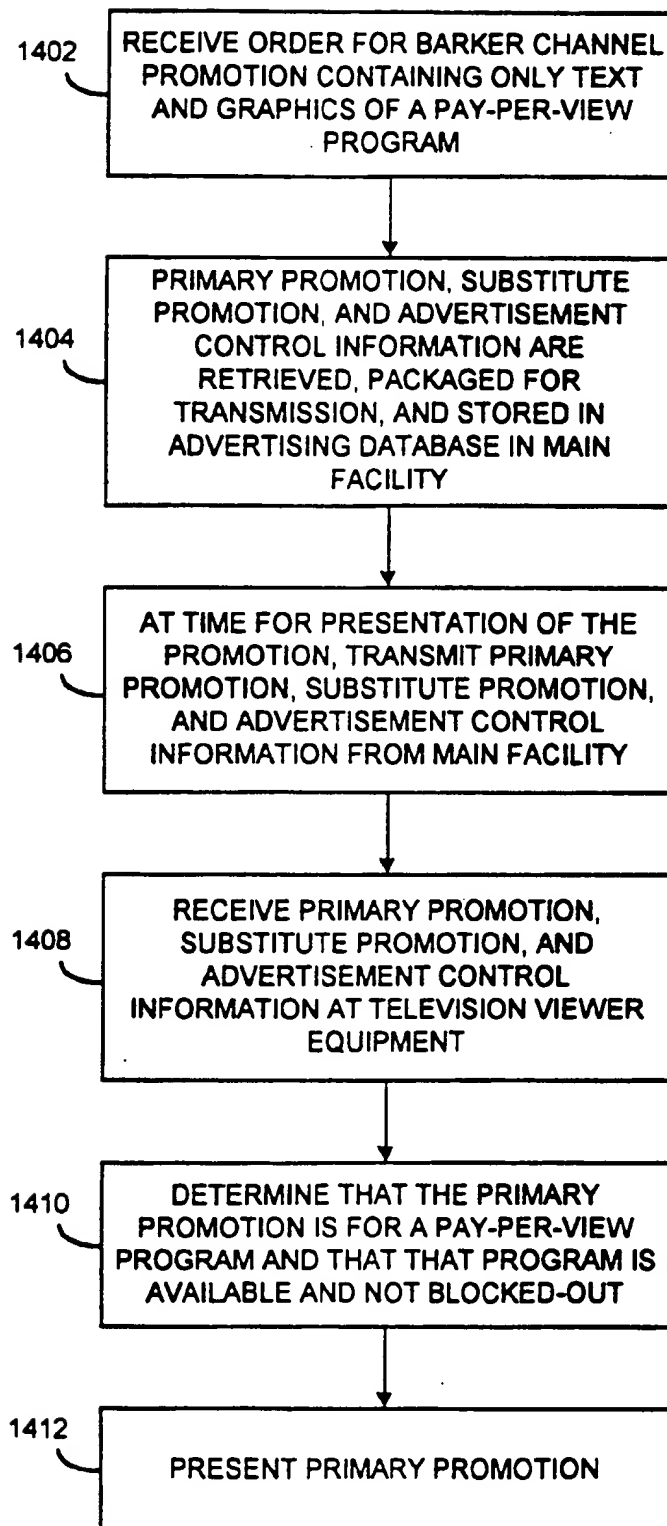 1402
RECEIVE ORDER FOR BARKER CHANNEL
PROMOTION CONTAINING ONLY TEXT
AND GRAPHICS OF A PAY-PER-VIEW
PROGRAM
1404
PRIMARY PROMOTION, SUBSTITUTE
PROMOTION, AND ADVERTISEMENT
CONTROL INFORMATION ARE
RETRIEVED, PACKAGED FOR
TRANSMISSION, AND STORED IN
ADVERTISING DATABASE IN MAIN
FACILITY
1406
AT TIME FOR PRESENTATION OF THE
PROMOTION, TRANSMIT PRIMARY
PROMOTION, SUBSTITUTE PROMOTION,
AND ADVERTISEMENT CONTROL
INFORMATION FROM MAIN FACILITY
1408
RECEIVE PRIMARY PROMOTION,
SUBSTITUTE PROMOTION, AND
ADVERTISEMENT CONTROL
INFORMATION AT TELEVISION VIEWER
EQUIPMENT
1410
DETERMINE THAT THE PRIMARY
PROMOTION IS FOR A PAY-PER-VIEW
PROGRAM AND THAT THAT PROGRAM IS
AVAILABLE AND NOT BLOCKED-OUT
1412
PRESENT PRIMARY PROMOTION